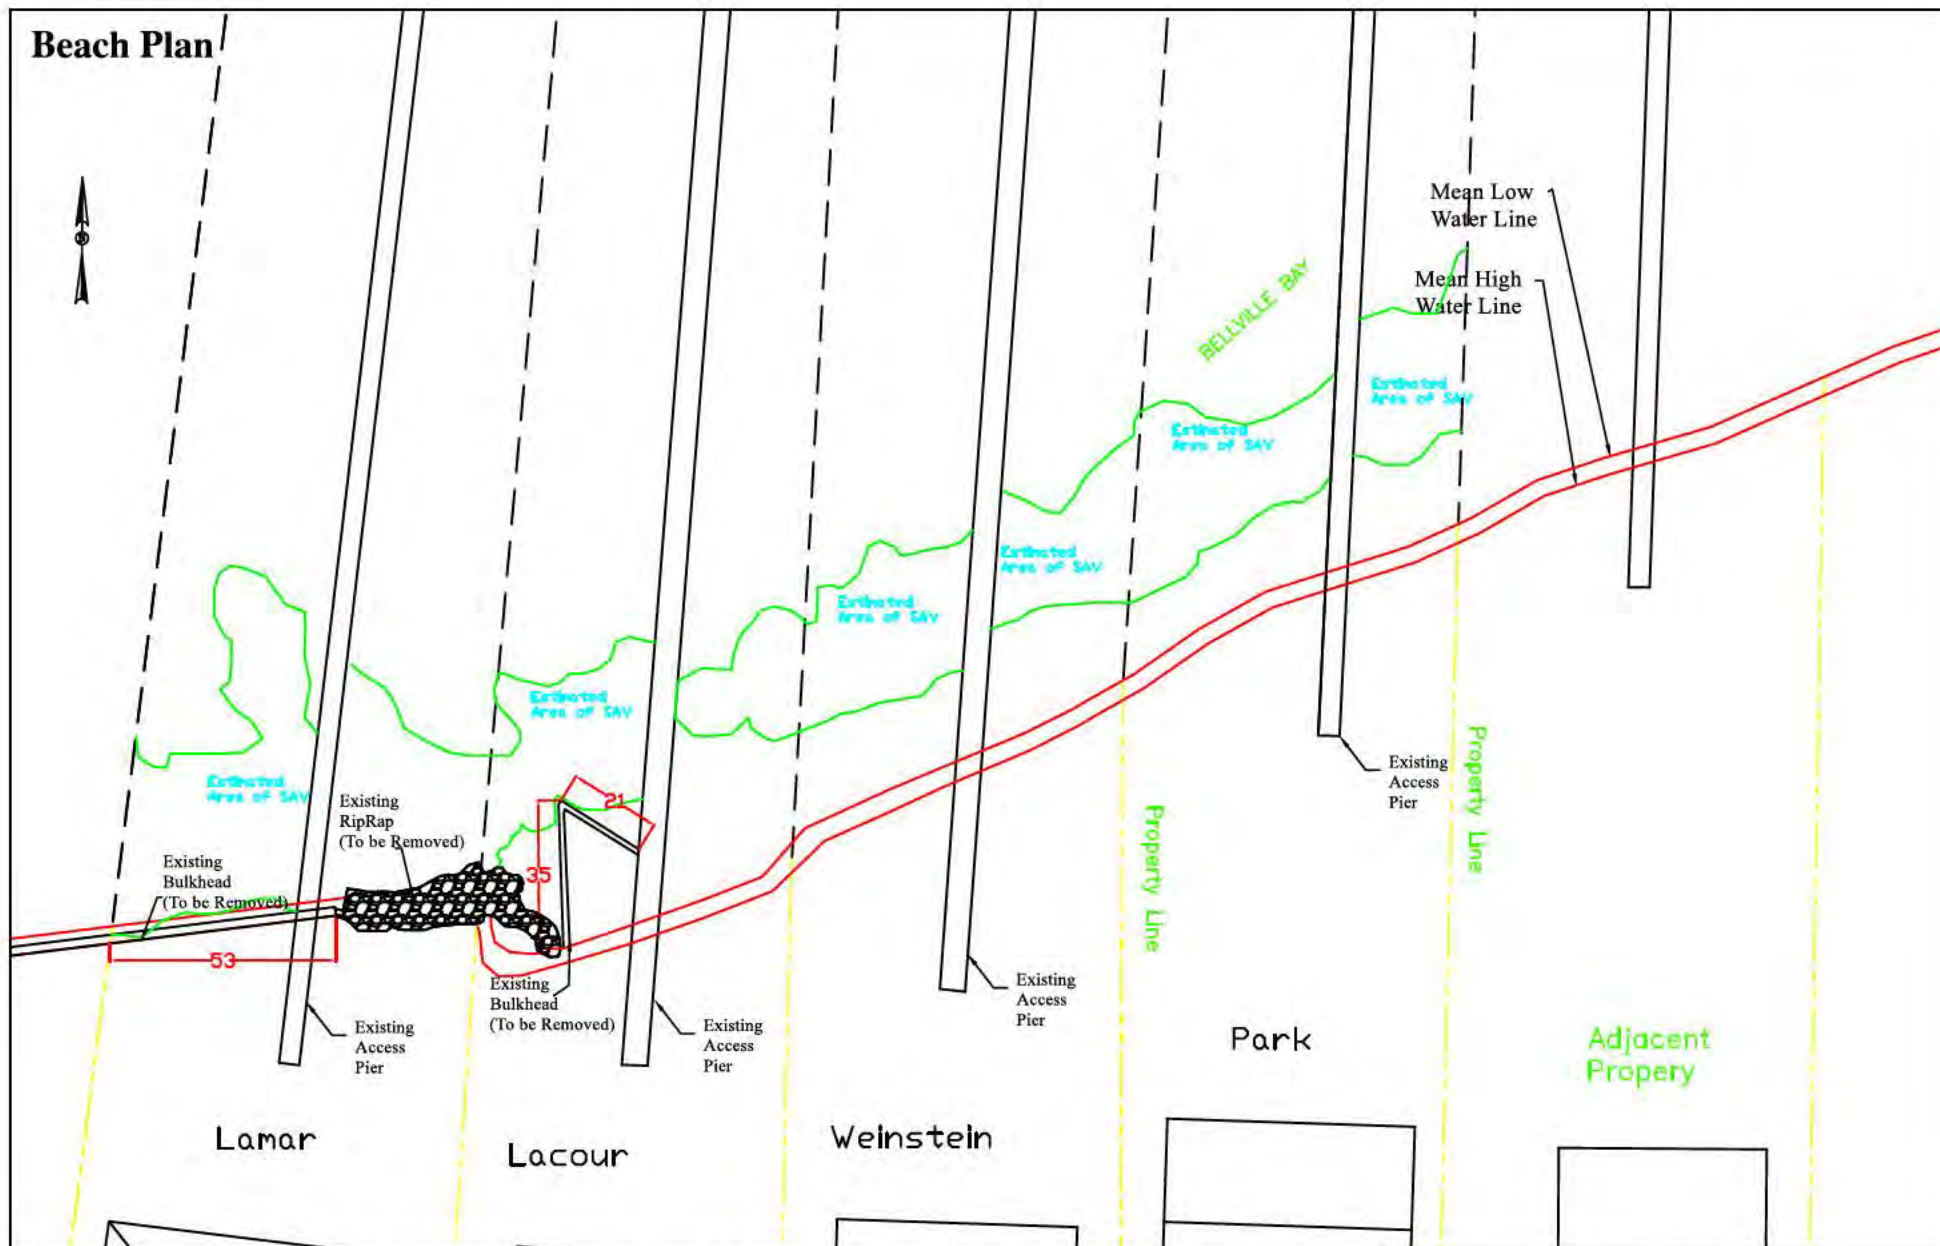 Beach Plan
Mean Low
Water Line
Mean High
Water Line
BELLVILLE BAY
Estimated
Area of SAV
Estimated
Area of SAV
Estimated
Area of SAV
Estimated
Area of SAV
Estimated
Area of SAV
Estimated
Area of SAV
Existing
RipRap
(To be Removed)
Existing
Bulkhead
(To be Removed)
21
35
53
Existing
Bulkhead
(To be Removed)
Existing
Access
Pier
Existing
Access
Pier
Existing
Access
Pier
Existing
Access
Pier
Property Line
Property Line
Lamar
Lacour
Weinstein
Park
Adjacent
Propery